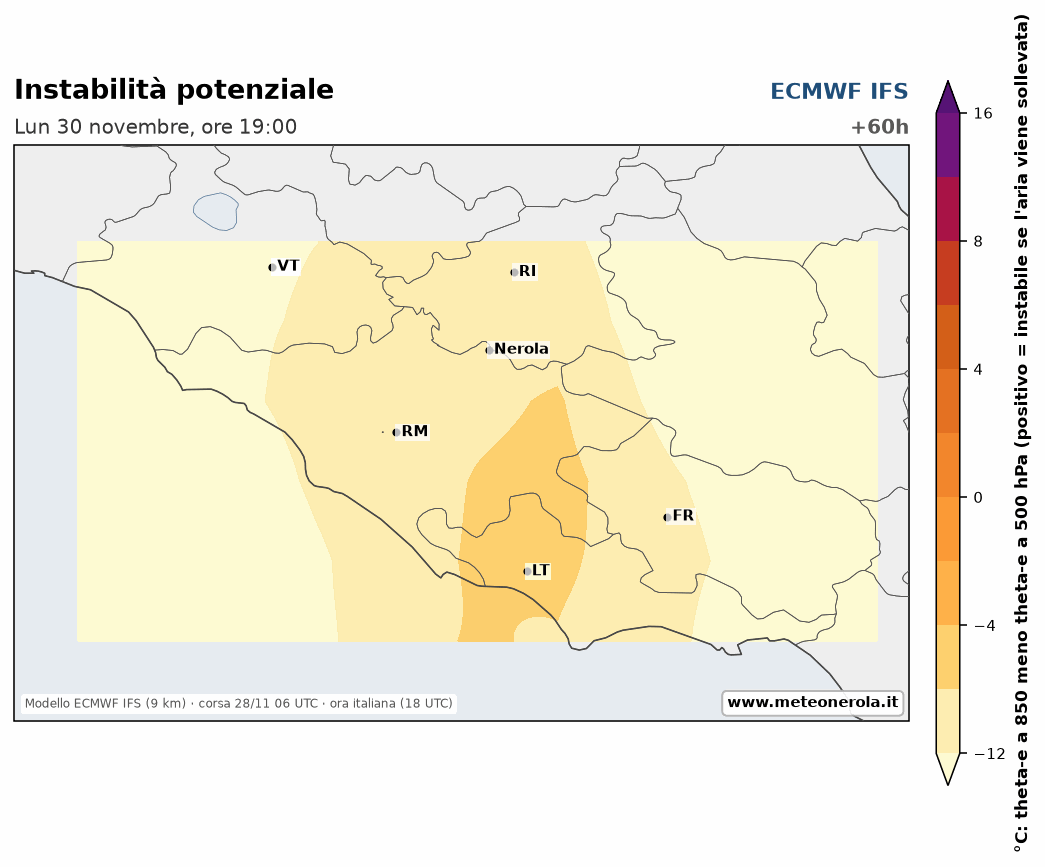 Instabilità potenziale
ECMWF IFS
Lun 30 novembre, ore 19:00
+60h
VT
RI
Nerola
RM
FR
LT
Modello ECMWF IFS (9 km) · corsa 28/11 06 UTC · ora italiana (18 UTC)
www.meteonerola.it
16
8
4
0
−4
−12
°C: theta-e a 850 meno theta-e a 500 hPa (positivo = instabile se l'aria viene sollevata)